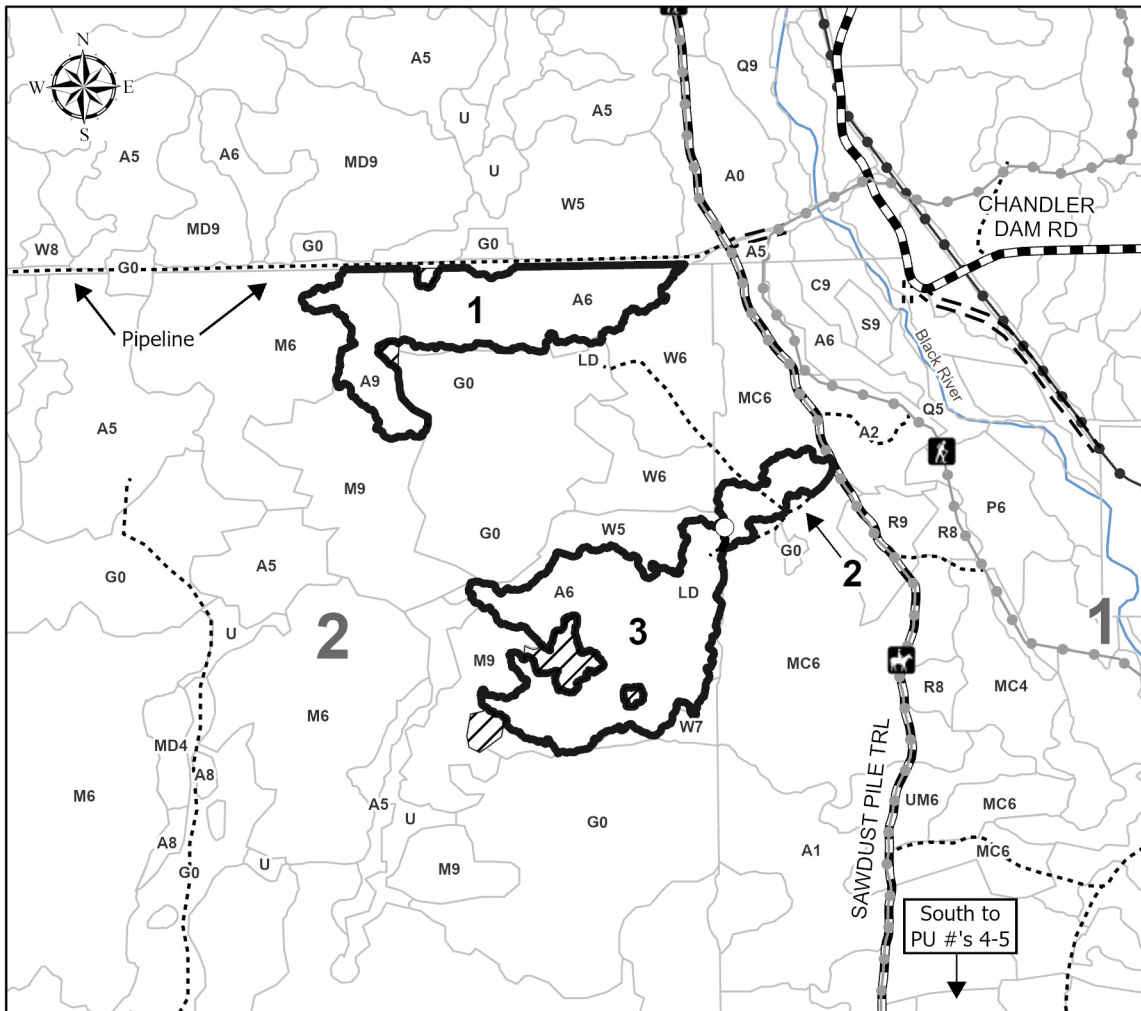 N
W
E
S
A5
Q9
U
A5
A5
A6
MD9
U
A0
W5
W8
MD9
G0
G0
G0
A5
CHANDLER
DAM RD
Pipeline
1
A6
C9
S9
A6
Black River
M6
A9
G0
LD
W6
MC6
Q5
A2
A5
M9
W6
R9
R8
P6
G0
W5
G0
2
G0
A5
A6
LD
U
2
3
1
M9
MC6
R8
MC4
M6
W7
MD4
A8
M6
A5
U
G0
UM6
MC6
A8
G0
U
M9
A1
MC6
SAWDUST PILE TRL
South to
PU #'s 4-5